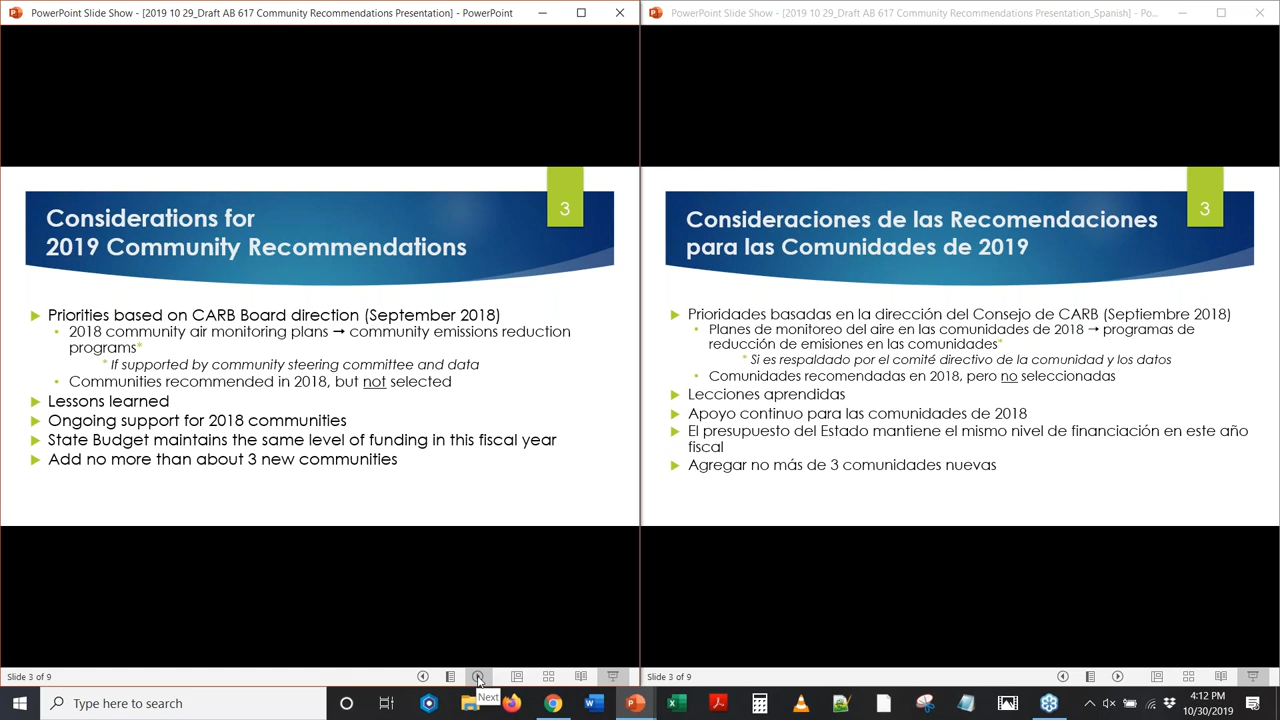 PowerPoint Slide Show - [2019 10 29_Draft AB 617 Community Recommendations Presentation] - PowerPoint
3
Considerations for
2019 Community Recommendations
Priorities based on CARB Board direction (September 2018)
2018 community air monitoring plans → community emissions reduction
programs*
* If supported by community steering committee and data
Communities recommended in 2018, but not selected
Lessons learned
Ongoing support for 2018 communities
State Budget maintains the same level of funding in this fiscal year
Add no more than about 3 new communities
Slide 3 of 9
Next
PowerPoint Slide Show - [2019 10 29_Draft AB 617 Community Recommendations Presentation_Spanish] - Po...
3
Consideraciones de las Recomendaciones
para las Comunidades de 2019
Prioridades basadas en la dirección del Consejo de CARB (Septiembre 2018)
Planes de monitoreo del aire en las comunidades de 2018 → programas de
reducción de emisiones en las comunidades*
* Si es respaldado por el comité directivo de la comunidad y los datos
Comunidades recomendadas en 2018, pero no seleccionadas
Lecciones aprendidas
Apoyo continuo para las comunidades de 2018
El presupuesto del Estado mantiene el mismo nivel de financiación en este año
fiscal
Agregar no más de 3 comunidades nuevas
Slide 3 of 9
Type here to search
4:12 PM
10/30/2019